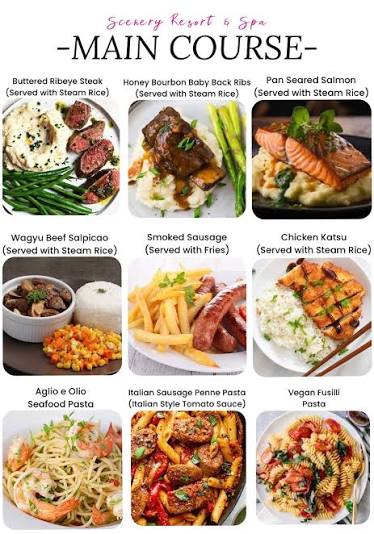 Scenery Resort & Spa
-MAIN COURSE-
Buttered Ribeye Steak
(Served with Steam Rice)
Honey Bourbon Baby Back Ribs
(Served with Steam Rice)
Pan Seared Salmon
(Served with Steam Rice)
Wagyu Beef Salpicao
(Served with Steam Rice)
Smoked Sausage
(Served with Fries)
Chicken Katsu
(Served with Steam Rice)
Aglio e Olio
Seafood Pasta
Italian Sausage Penne Pasta
(Italian Style Tomato Sauce)
Vegan Fusilli
Pasta